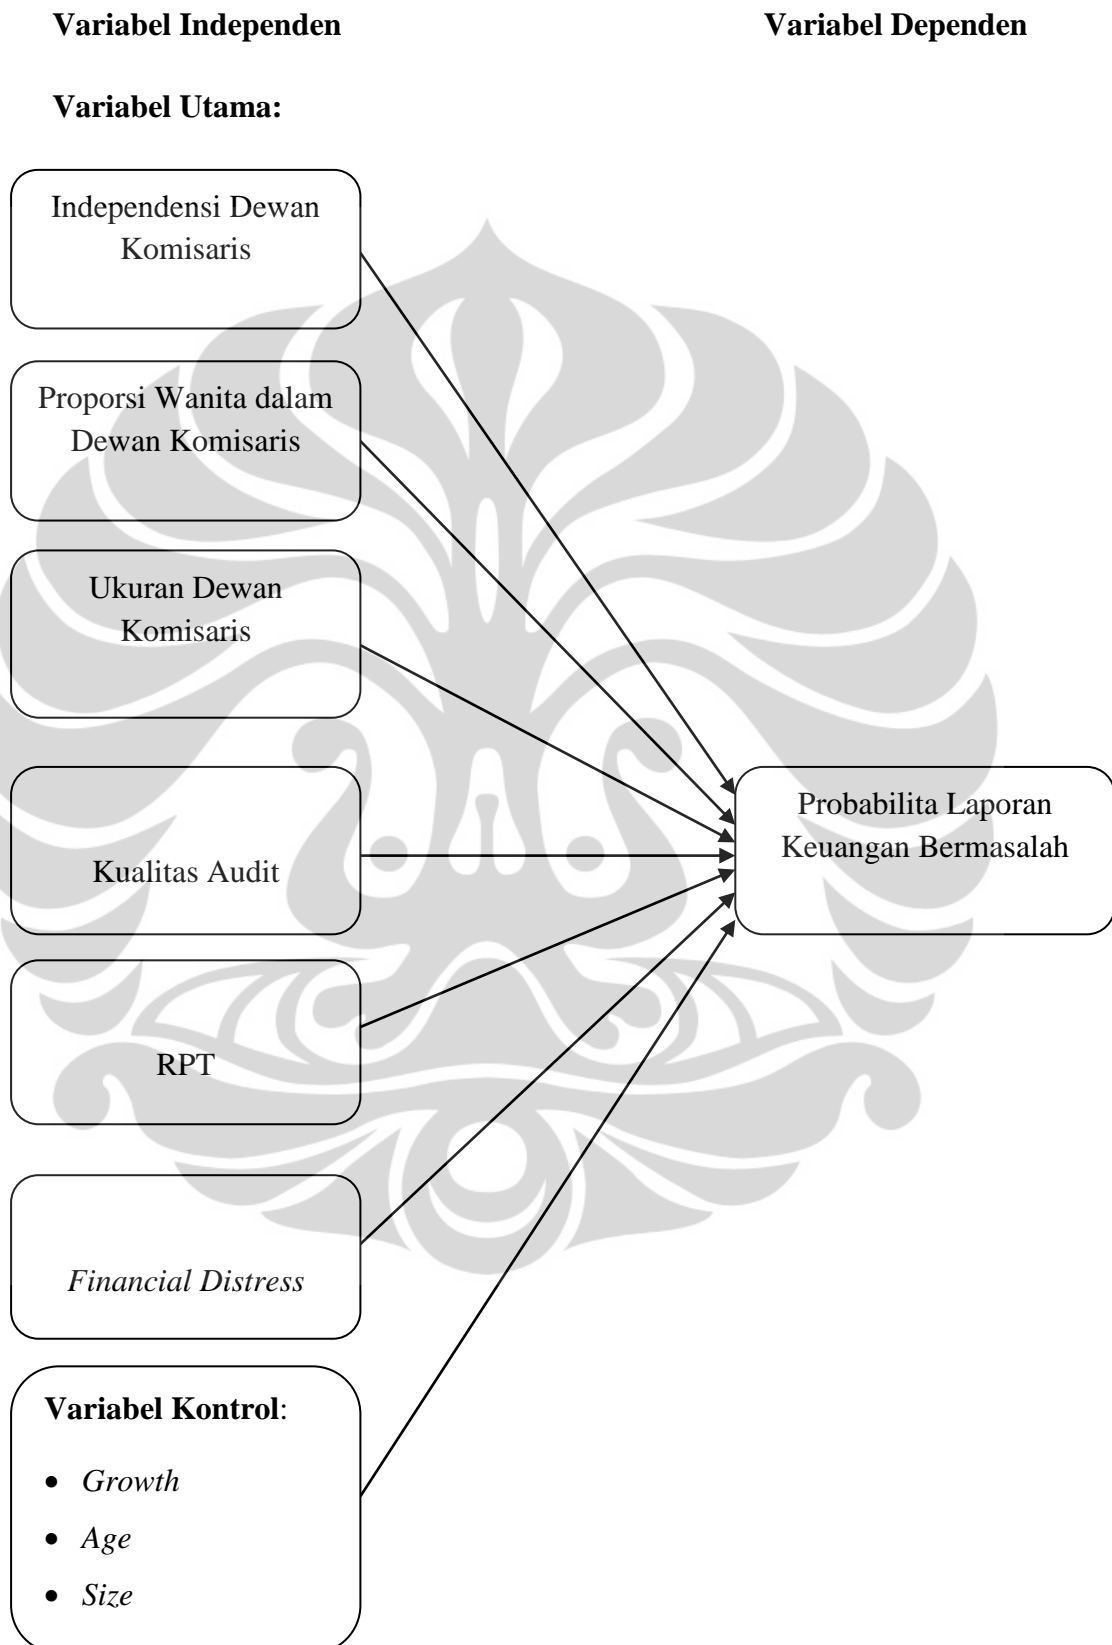 Variabel Independen
Variabel Dependen
Variabel Utama:
Independensi Dewan
Komisaris
Proporsi Wanita dalam
Dewan Komisaris
Ukuran Dewan
Komisaris
Kualitas Audit
RPT
Financial Distress
Variabel Kontrol:
• Growth
• Age
• Size
Probabilita Laporan
Keuangan Bermasalah